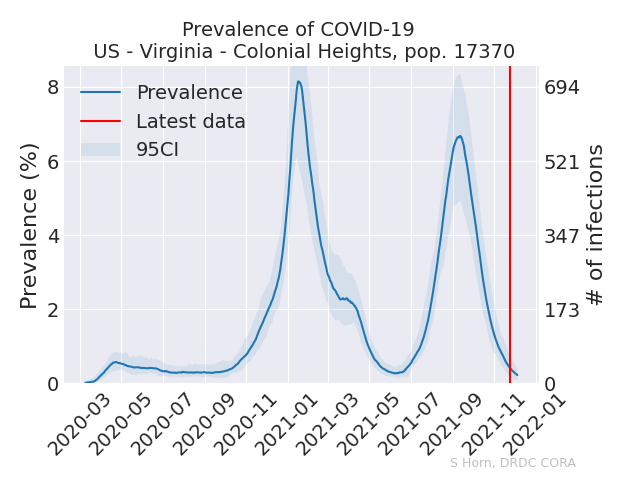 Prevalence of COVID-19
US - Virginia - Colonial Heights, pop. 17370
Prevalence
Latest data
95CI
Prevalence (%)
8
6
4
2
0
694
521
347
173
0
# of infections
2020-03
2020-05
2020-07
2020-09
2020-11
2021-01
2021-03
2021-05
2021-07
2021-09
2021-11
2022-01
S Horn, DRDC CORA